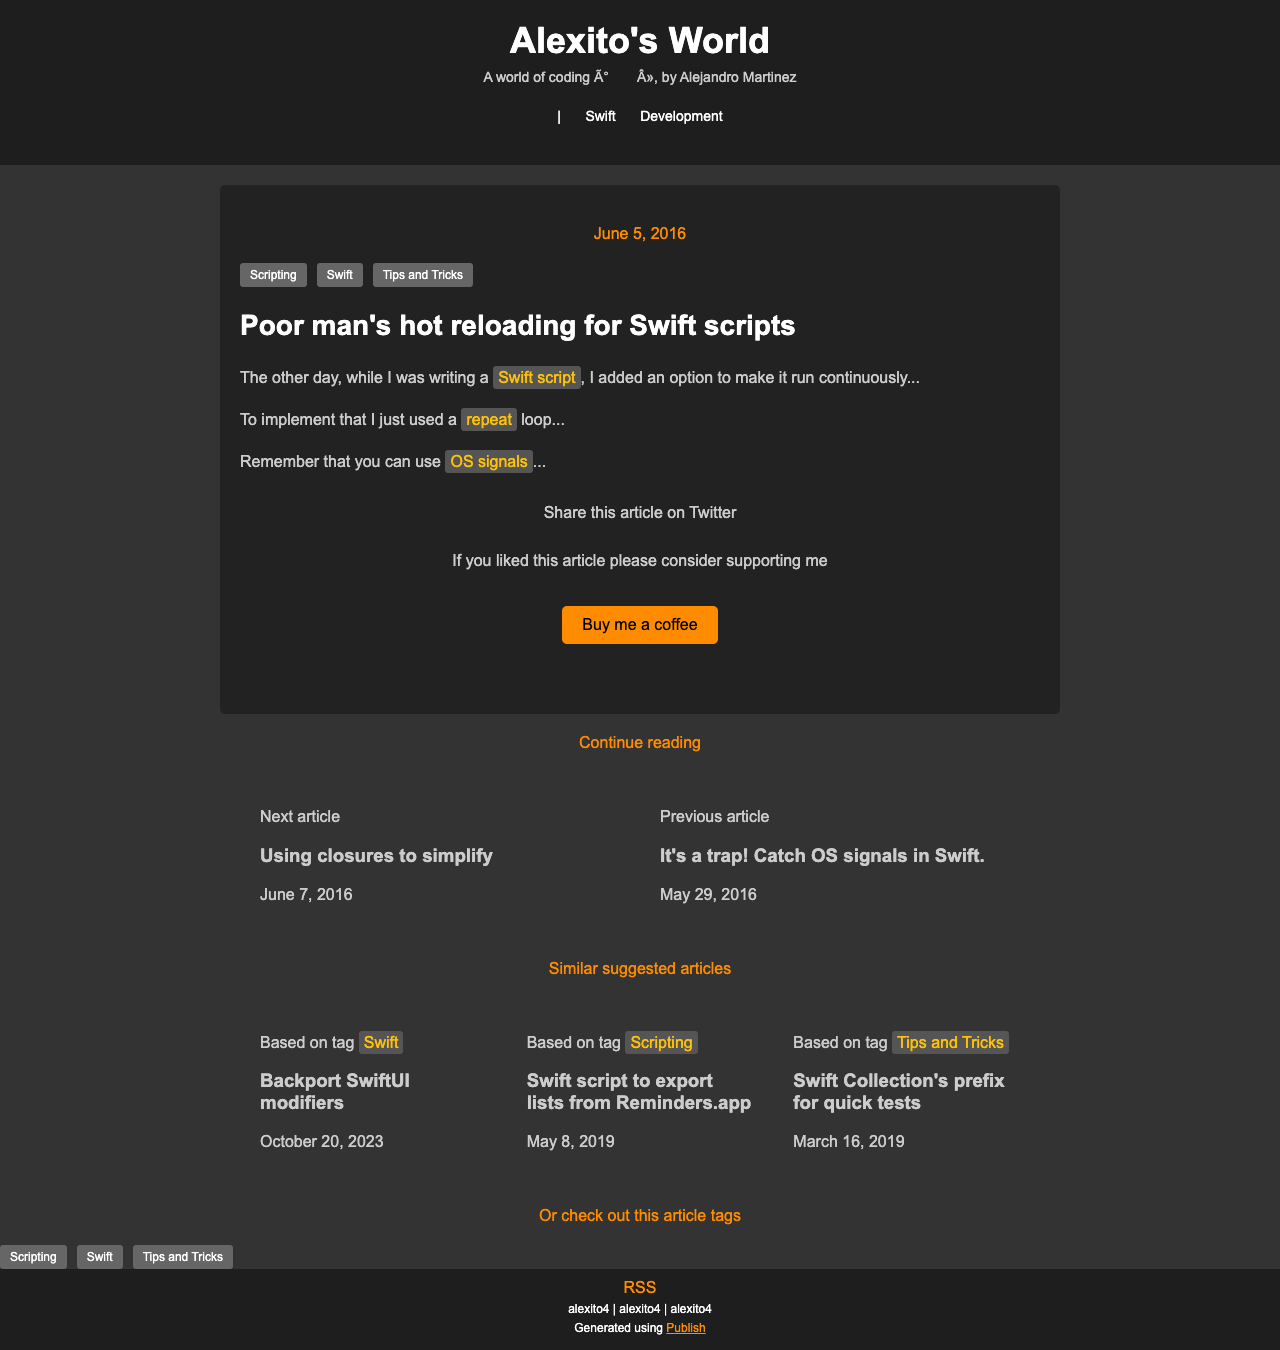 Alexito's World
A world of coding Ã° Â», by Alejandro Martinez
| Swift Development
June 5, 2016
Scripting Swift Tips and Tricks
Poor man's hot reloading for Swift scripts
The other day, while I was writing a Swift script, I added an option to make it run continuously...
To implement that I just used a repeat loop...
Remember that you can use OS signals...
Share this article on Twitter
If you liked this article please consider supporting me
Buy me a coffee
Continue reading
Next article
Using closures to simplify
June 7, 2016
Previous article
It's a trap! Catch OS signals in Swift.
May 29, 2016
Similar suggested articles
Based on tag Swift
Backport SwiftUI
modifiers
October 20, 2023
Based on tag Scripting
Swift script to export
lists from Reminders.app
May 8, 2019
Based on tag Tips and Tricks
Swift Collection's prefix
for quick tests
March 16, 2019
Or check out this article tags
Scripting Swift Tips and Tricks
RSS
alexito4 | alexito4 | alexito4
Generated using Publish